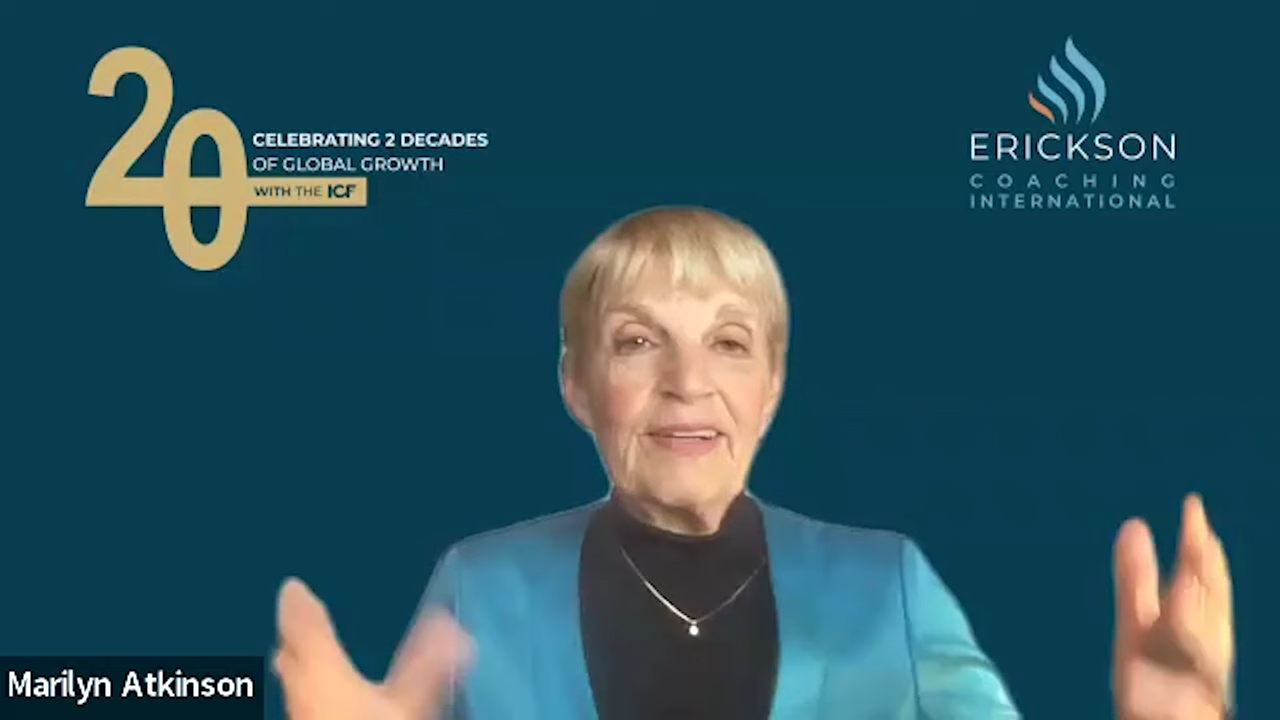 20
CELEBRATING 2 DECADES
OF GLOBAL GROWTH
WITH THE ICF
ERICKSON
COACHING
INTERNATIONAL
Marilyn Atkinson